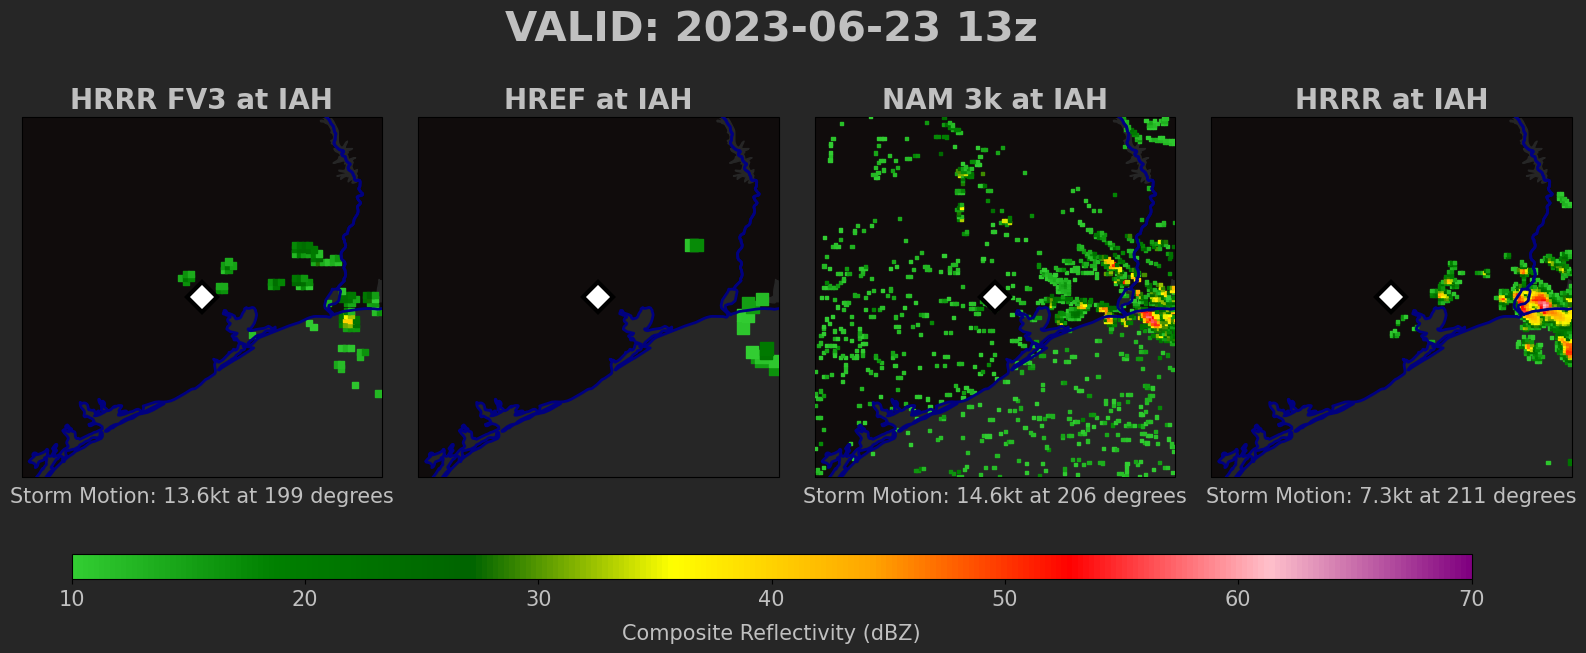 VALID: 2023-06-23 13z
HRRR FV3 at IAH
HREF at IAH
NAM 3k at IAH
HRRR at IAH
Storm Motion: 13.6kt at 199 degrees
Storm Motion: 14.6kt at 206 degrees
Storm Motion: 7.3kt at 211 degrees
10 20 30 40 50 60 70
Composite Reflectivity (dBZ)